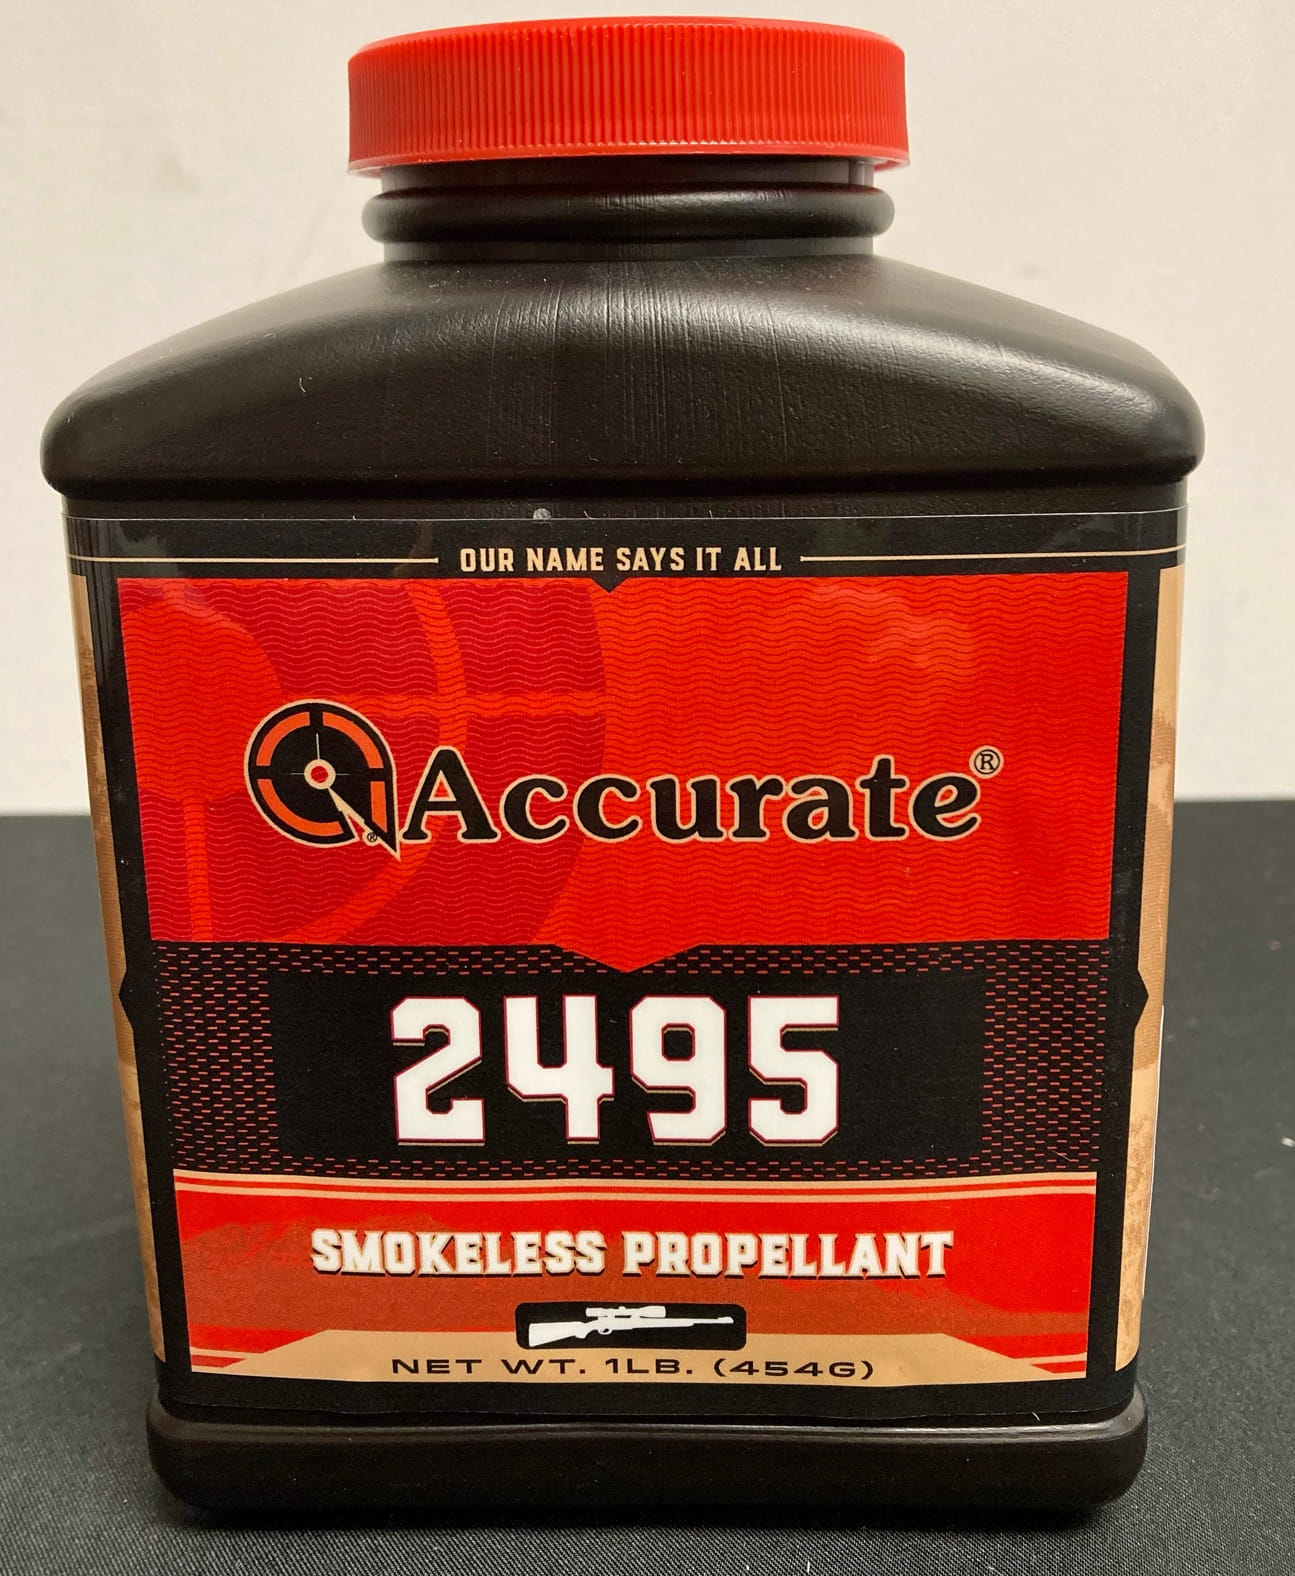 OUR NAME SAYS IT ALL
Accurate®
®
2495
SMOKELESS PROPELLANT
NET WT. 1LB. (454G)